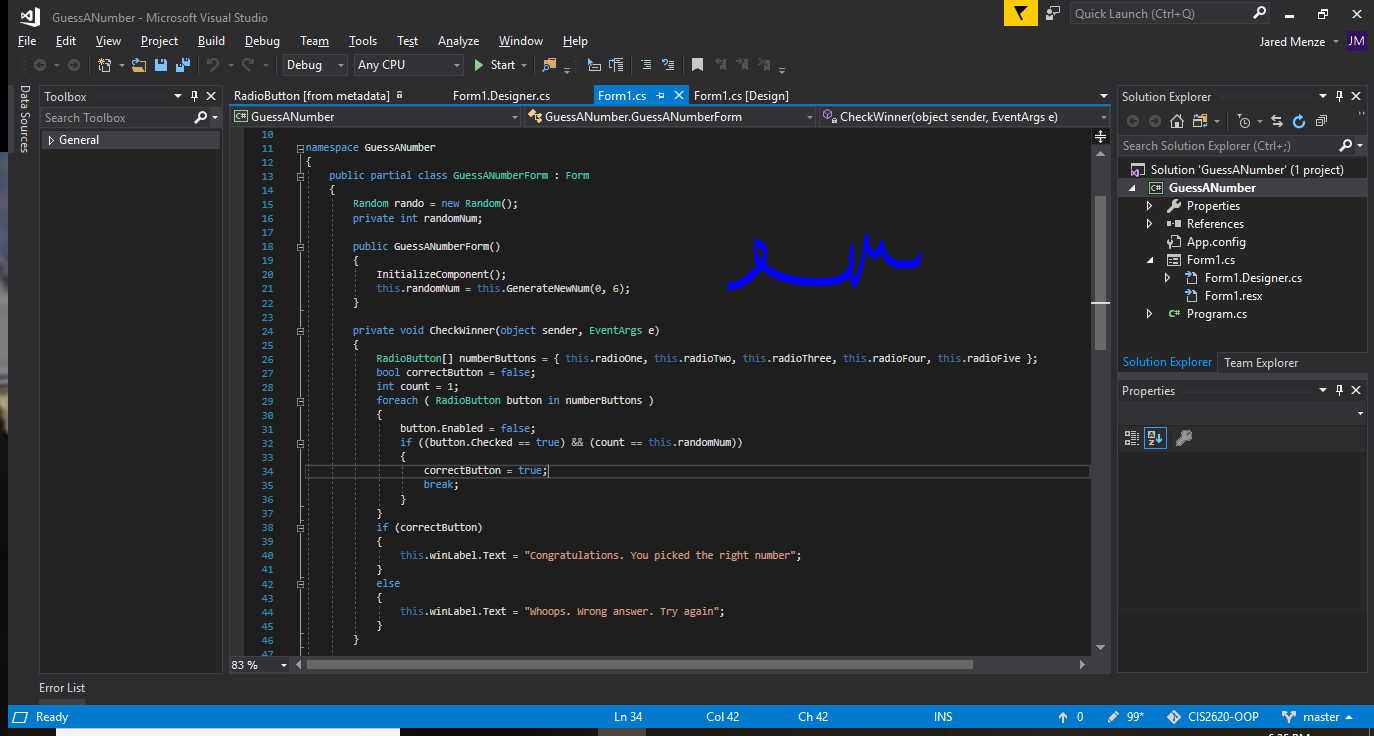 GuessANumber - Microsoft Visual Studio
Quick Launch (Ctrl+Q)
File Edit View Project Build Debug Team Tools Test Analyze Window Help
Jared Menze JM
Debug Any CPU Start
Data Sources
Toolbox
Search Toolbox
General
RadioButton [from metadata] Form1.Designer.cs Form1.cs Form1.cs [Design]
GuessANumber GuessANumber.GuessANumberForm CheckWinner(object sender, EventArgs e)
10
11 namespace GuessANumber
12 {
13 public partial class GuessANumberForm : Form
14 {
15 Random rando = new Random();
16 private int randomNum;
17
18 public GuessANumberForm()
19 {
20 InitializeComponent();
21 this.randomNum = this.GenerateNewNum(0, 6);
22 }
23
24 private void CheckWinner(object sender, EventArgs e)
25 {
26 RadioButton[] numberButtons = { this.radioOne, this.radioTwo, this.radioThree, this.radioFour, this.radioFive };
27 bool correctButton = false;
28 int count = 1;
29 foreach ( RadioButton button in numberButtons )
30 {
31 button.Enabled = false;
32 if ((button.Checked == true) && (count == this.randomNum))
33 {
34 correctButton = true;
35 break;
36 }
37 }
38 if (correctButton)
39 {
40 this.winLabel.Text = "Congratulations. You picked the right number";
41 }
42 else
43 {
44 this.winLabel.Text = "Whoops. Wrong answer. Try again";
45 }
46 }
47
83 %
Solution Explorer
Search Solution Explorer (Ctrl+;)
Solution 'GuessANumber' (1 project)
C# GuessANumber
Properties
References
App.config
Form1.cs
Form1.Designer.cs
Form1.resx
C# Program.cs
Solution Explorer Team Explorer
Properties
Error List
Ready Ln 34 Col 42 Ch 42 INS 0 99* CIS2620-OOP master